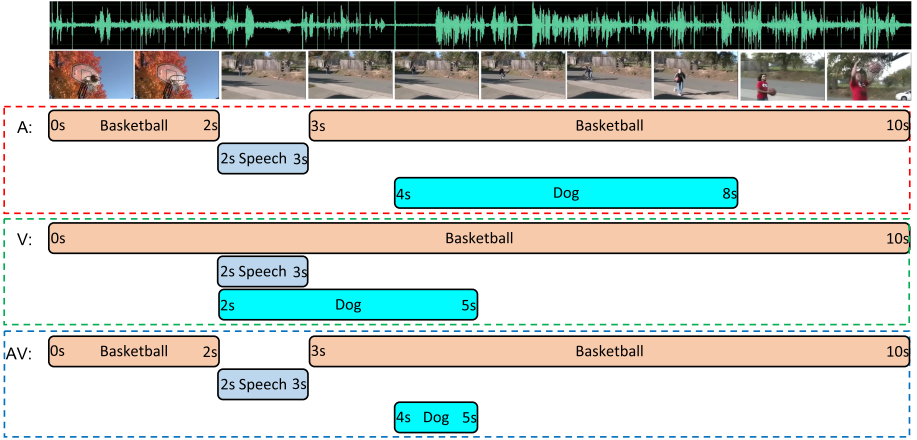 A: 0s Basketball 2s 3s Basketball 10s
2s Speech 3s
4s Dog 8s
V: 0s Basketball 10s
2s Speech 3s
2s Dog 5s
AV: 0s Basketball 2s 3s Basketball 10s
2s Speech 3s
4s Dog 5s